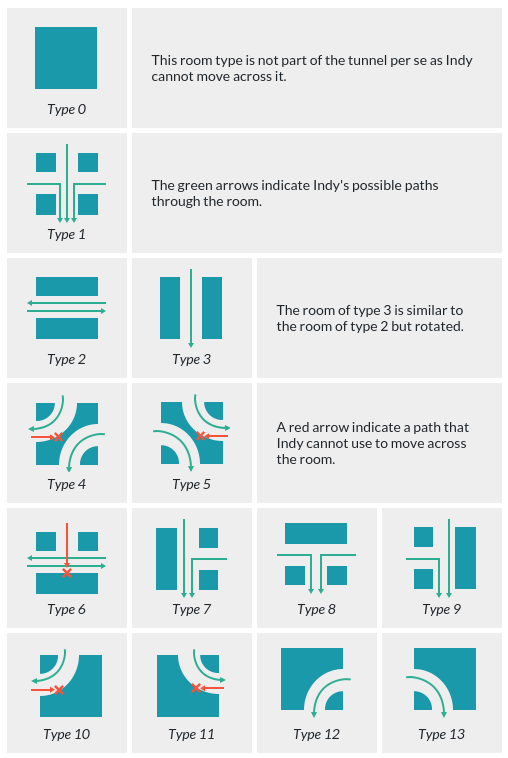 Type 0
This room type is not part of the tunnel per se as Indy
cannot move across it.
Type 1
The green arrows indicate Indy's possible paths
through the room.
Type 2
Type 3
The room of type 3 is similar to
the room of type 2 but rotated.
Type 4
Type 5
A red arrow indicate a path that
Indy cannot use to move across
the room.
Type 6
Type 7
Type 8
Type 9
Type 10
Type 11
Type 12
Type 13